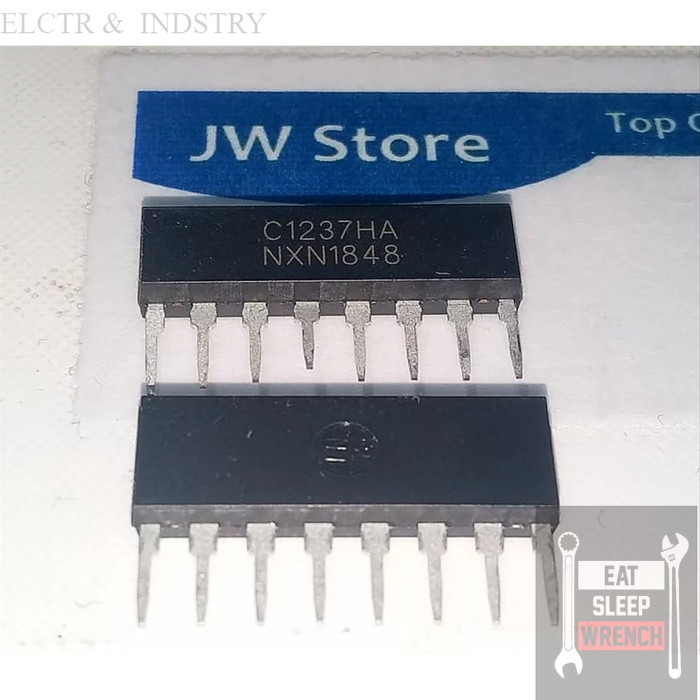 ELCTR & INDSTRY
JW Store
Top
C1237HA
NXN1848
EAT
SLEEP
WRENCH